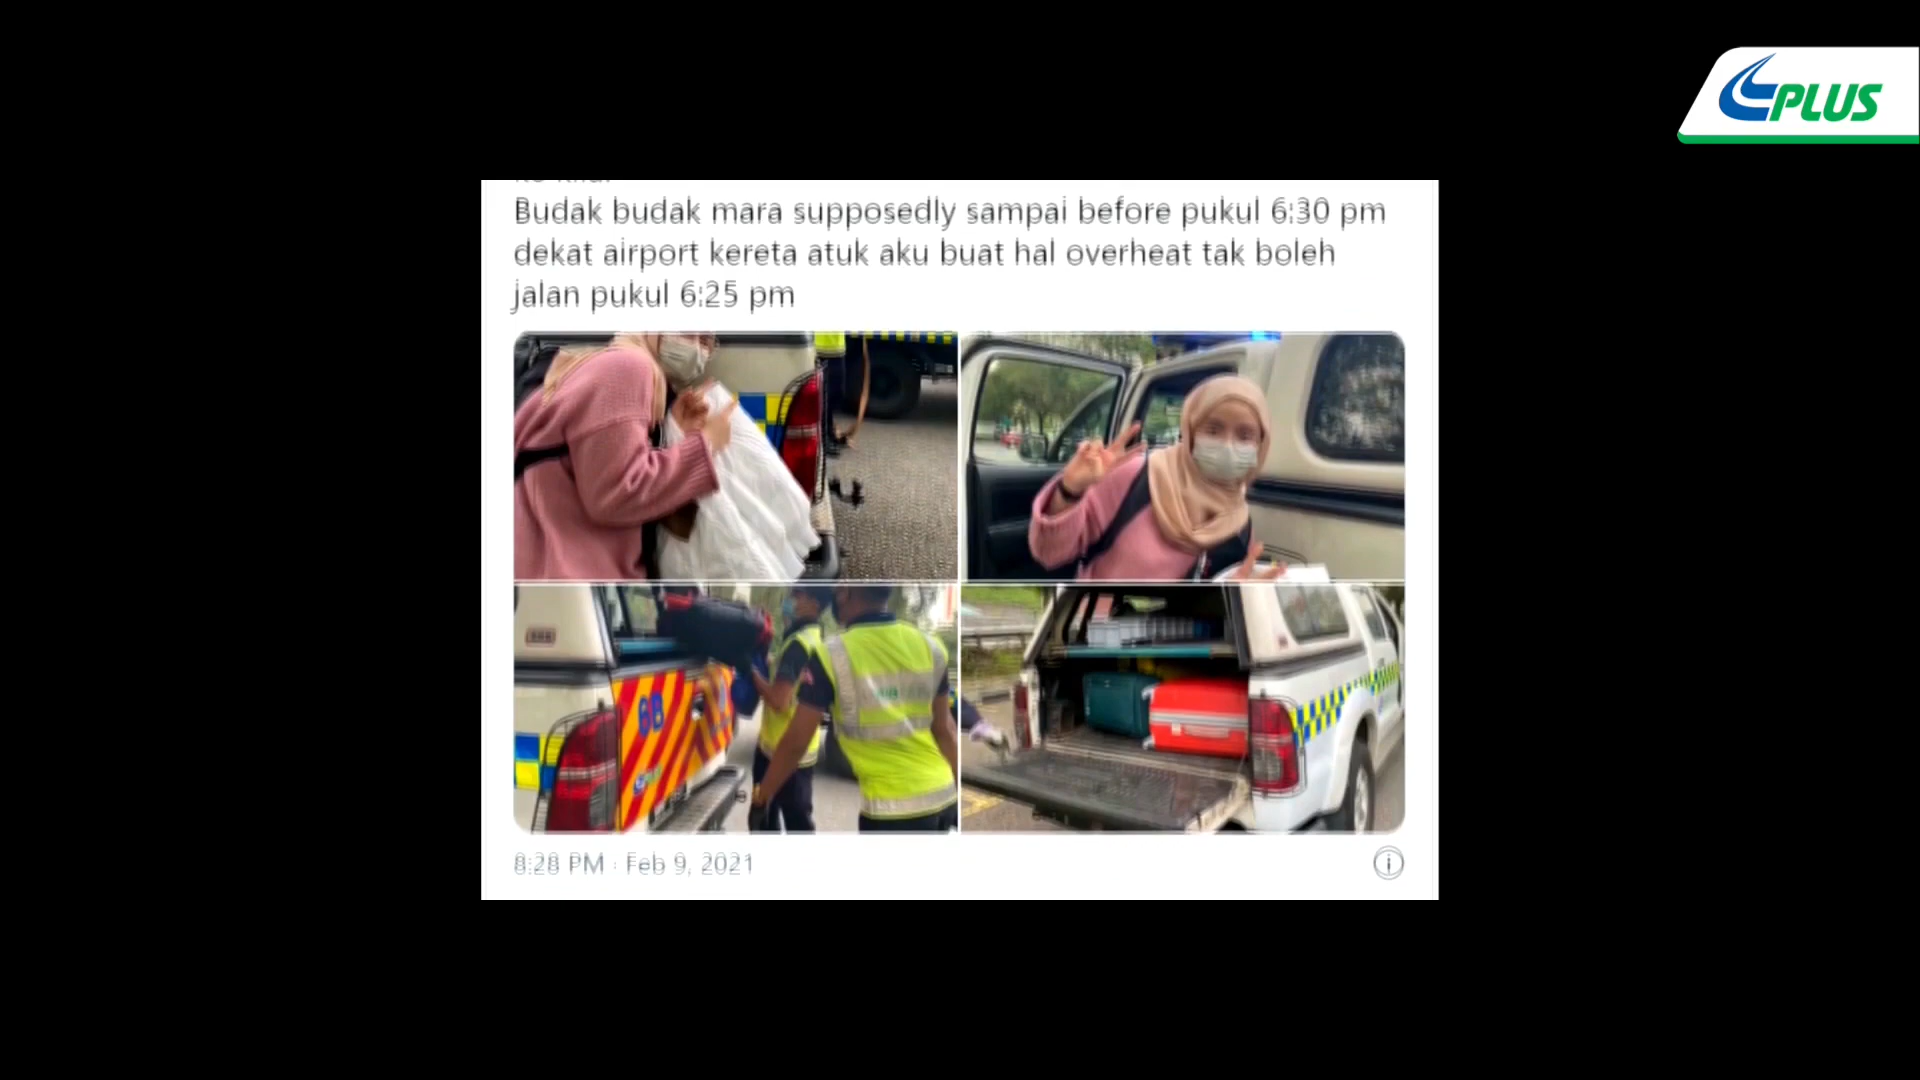 PLUS
Budak budak mara supposedly sampai before pukul 6:30 pm
dekat airport kereta atuk aku buat hal overheat tak boleh
jalan pukul 6:25 pm
6B
8:28 PM · Feb 9, 2021